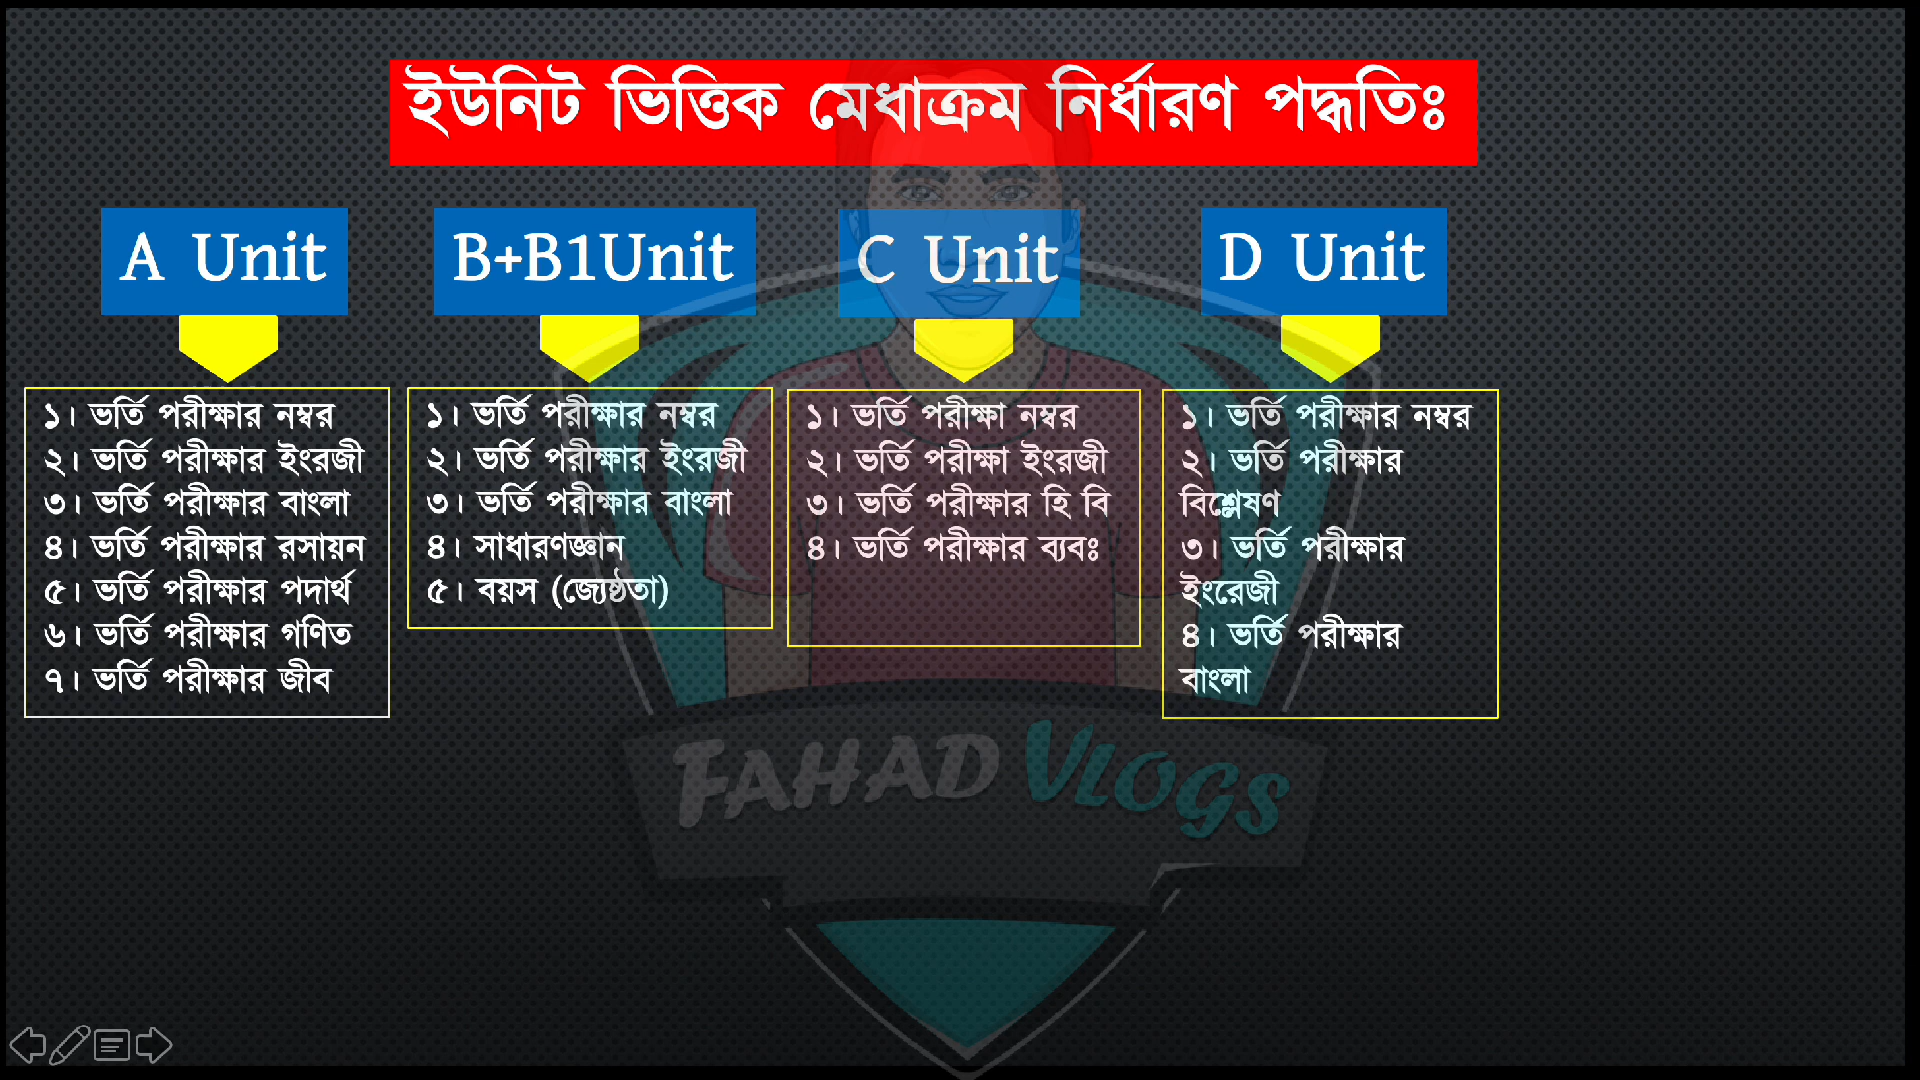 ইউনিট ভিত্তিক মেধাক্রম নির্ধারণ পদ্ধতিঃ
A Unit
১। ভর্তি পরীক্ষার নম্বর
২। ভর্তি পরীক্ষার ইংরজী
৩। ভর্তি পরীক্ষার বাংলা
৪। ভর্তি পরীক্ষার রসায়ন
৫। ভর্তি পরীক্ষার পদার্থ
৬। ভর্তি পরীক্ষার গণিত
৭। ভর্তি পরীক্ষার জীব
B+B1Unit
১। ভর্তি পরীক্ষার নম্বর
২। ভর্তি পরীক্ষার ইংরজী
৩। ভর্তি পরীক্ষার বাংলা
৪। সাধারণজ্ঞান
৫। বয়স (জ্যেষ্ঠতা)
C Unit
১। ভর্তি পরীক্ষা নম্বর
২। ভর্তি পরীক্ষা ইংরজী
৩। ভর্তি পরীক্ষার হি বি
৪। ভর্তি পরীক্ষার ব্যবঃ
D Unit
১। ভর্তি পরীক্ষার নম্বর
২। ভর্তি পরীক্ষার
বিশ্লেষণ
৩। ভর্তি পরীক্ষার
ইংরেজী
৪। ভর্তি পরীক্ষার
বাংলা
FAHAD VLOGS